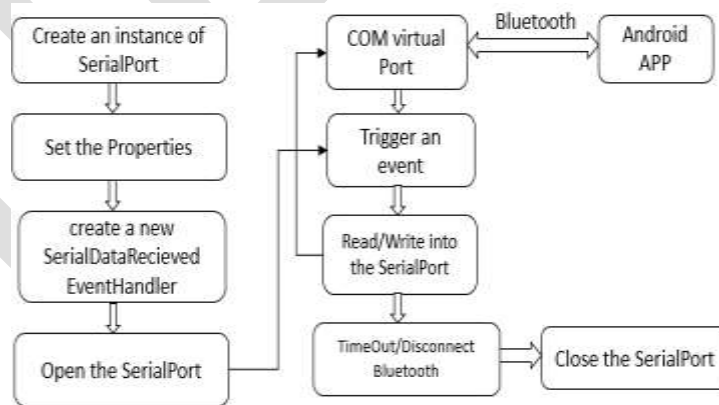 Create an instance of
SerialPort
Set the Properties
create a new
SerialDataRecieved
EventHandler
Open the SerialPort
COM virtual
Port
Bluetooth
Android
APP
Trigger an
event
Read/Write into
the SerialPort
TimeOut/Disconnect
Bluetooth
Close the SerialPort